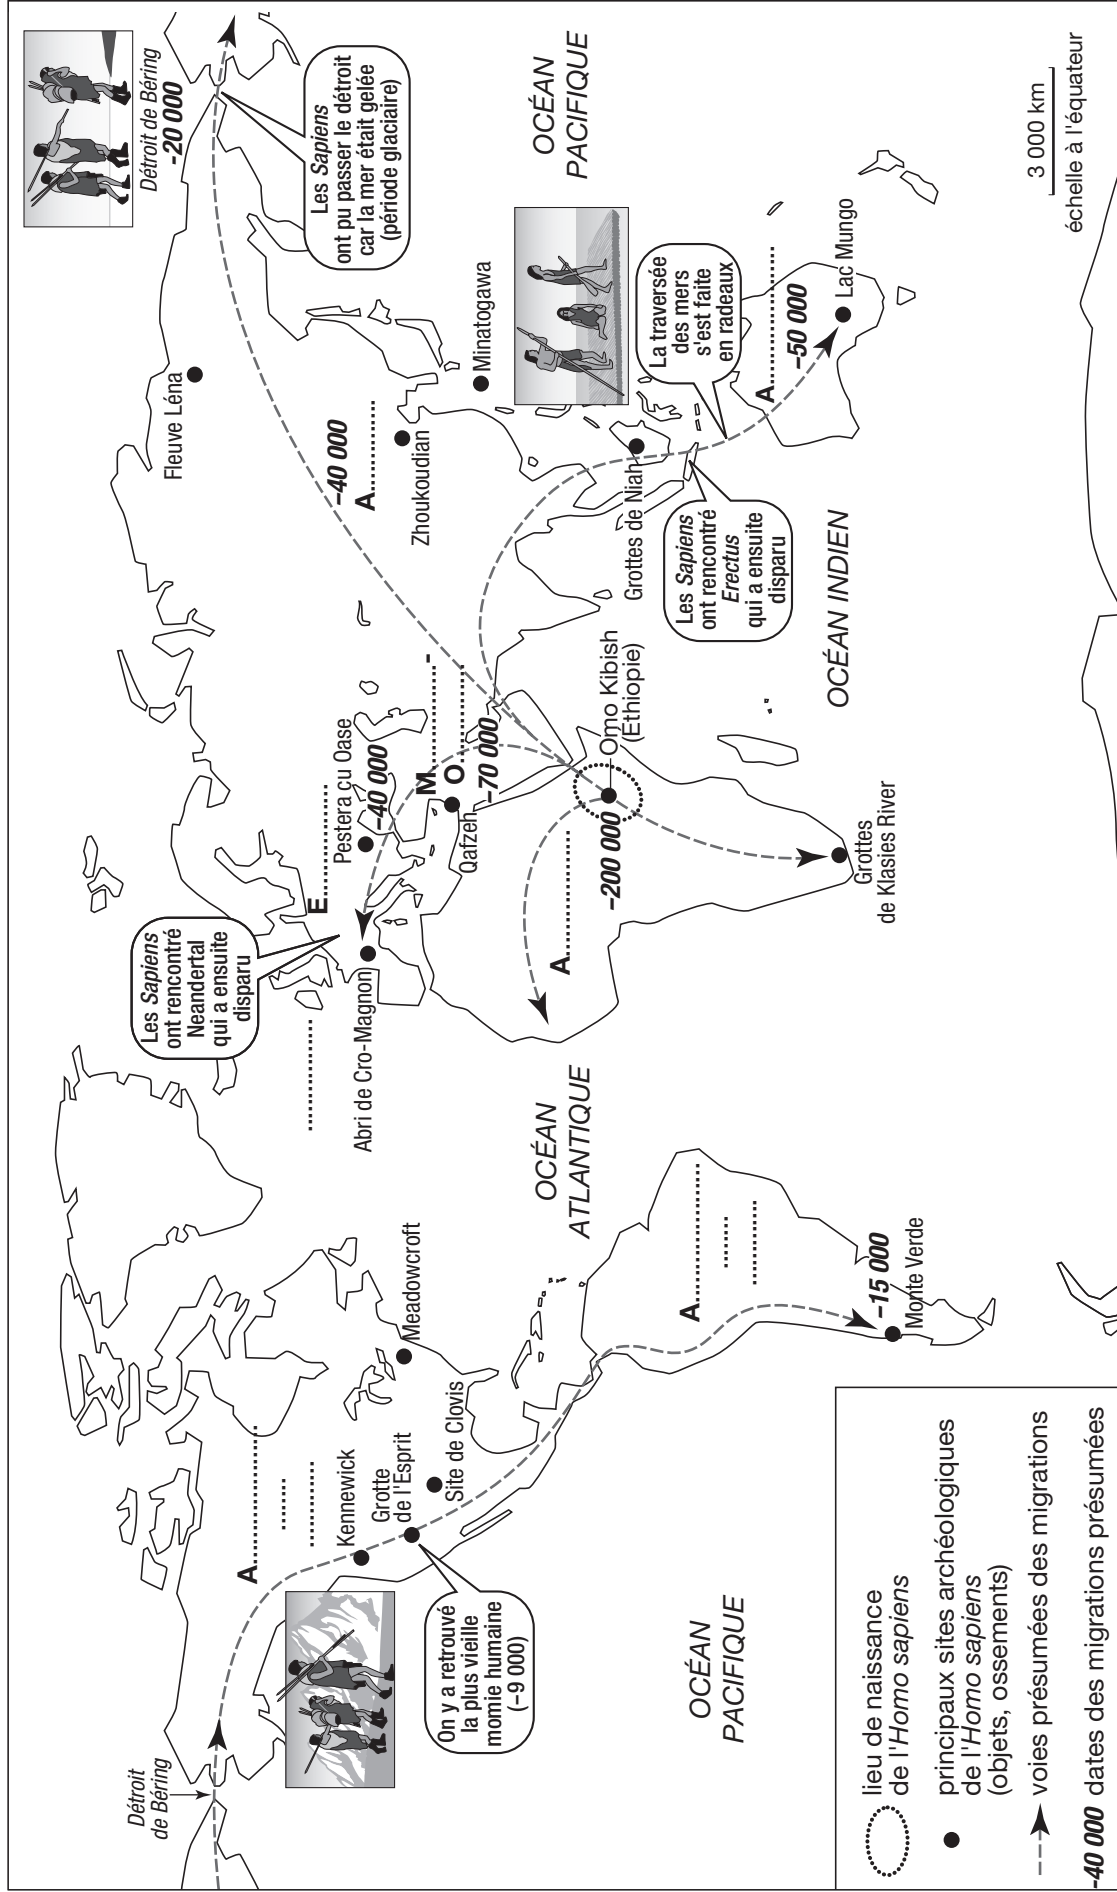 Détroit
de Béring
A....................
.......
............
Kennewick
Grotte
de l'Esprit
Site de Clovis
Meadowcroft
On y a retrouvé
la plus vieille
momie humaine
(–9 000)
OCÉAN
PACIFIQUE
OCÉAN
ATLANTIQUE
A....................
.......
............
–15 000
Monte Verde
Les Sapiens
ont rencontré
Neandertal
qui a ensuite
disparu
E................
................
Abri de Cro-Magnon
Pestera cu Oase
–40 000
M...............-
O.................
–70 000
Qafzeh
A..................
–200 000
Omo Kibish
(Éthiopie)
Grottes
de Klasies River
Fleuve Léna
–40 000
A................
Zhoukoudian
Minatogawa
Grottes de Niah
Les Sapiens
ont rencontré
Erectus
qui a ensuite
disparu
La traversée
des mers
s'est faite
en radeaux
A....................
–50 000
Lac Mungo
OCÉAN INDIEN
OCÉAN
PACIFIQUE
Détroit de Béring
-20 000
Les Sapiens
ont pu passer le détroit
car la mer était gelée
(période glaciaire)
3 000 km
échelle à l'équateur
lieu de naissance
de l'Homo sapiens
principaux sites archéologiques
de l'Homo sapiens
(objets, ossements)
voies présumées des migrations
-40 000 dates des migrations présumées